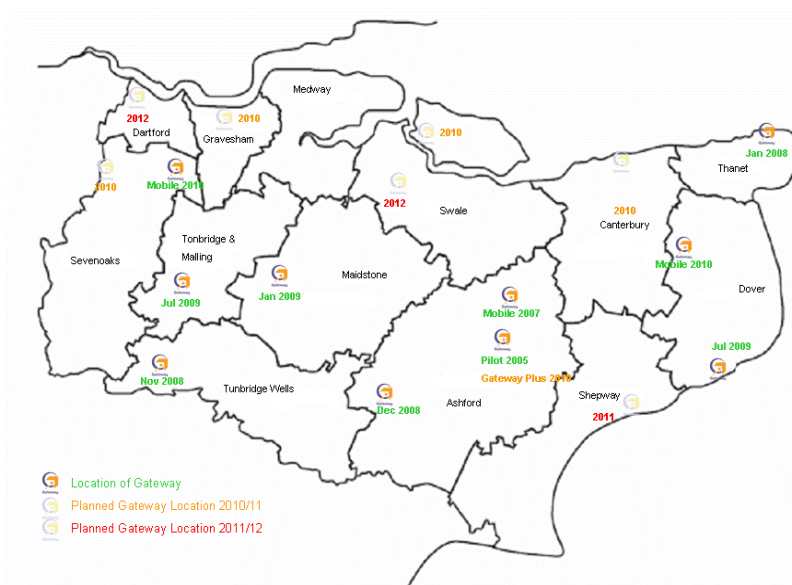 Medway
2010
2012
Dartford
Gravesham
2010
Jan 2008
Thanet
2010
Mobile 2010
2012
Swale
2010
Canterbury
Tonbridge &
Malling
Sevenoaks
Maidstone
Mobile 2010
Dover
Jul 2009
Jan 2009
Mobile 2007
Jul 2009
Pilot 2005
Gateway Plus 2010
Nov 2008
Tunbridge Wells
Dec 2008
Ashford
Shepway
2011
Location of Gateway
Planned Gateway Location 2010/11
Planned Gateway Location 2011/12